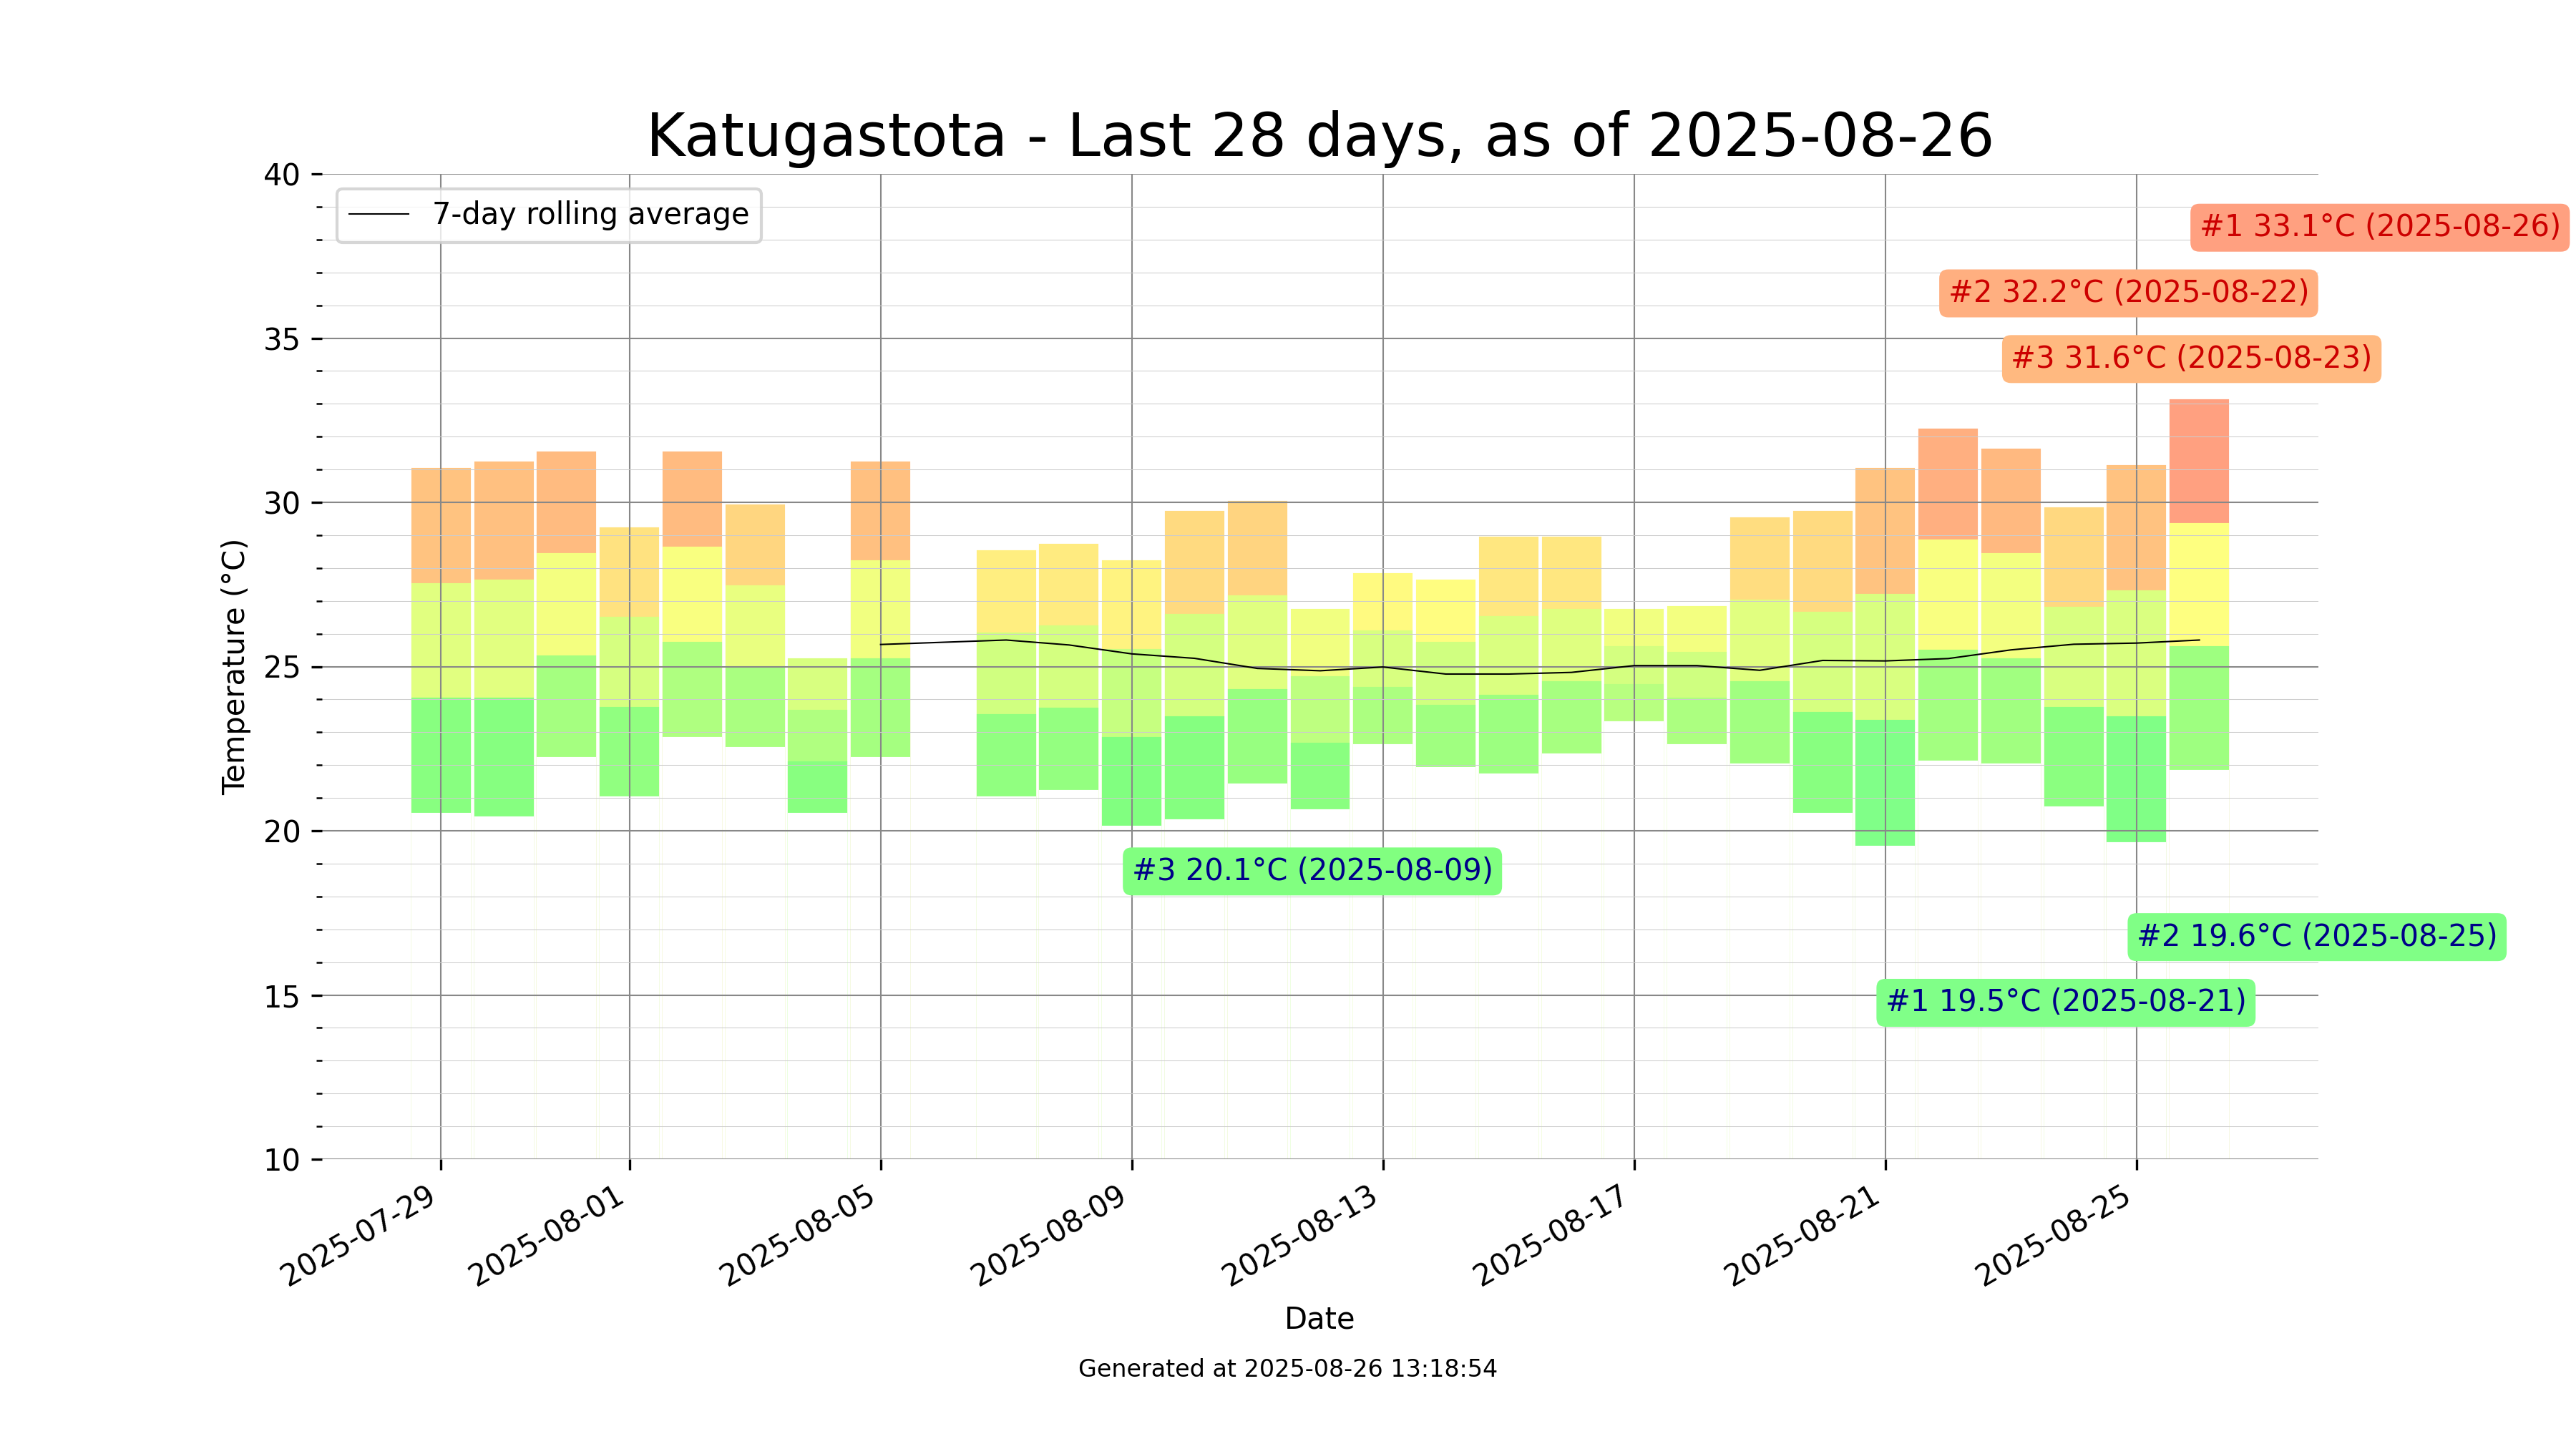 Katugastota - Last 28 days, as of 2025-08-26
40
7-day rolling average
#1 33.1°C (2025-08-26)
#2 32.2°C (2025-08-22)
35
#3 31.6°C (2025-08-23)
30
Temperature (°C)
25
20
#3 20.1°C (2025-08-09)
#2 19.6°C (2025-08-25)
15
#1 19.5°C (2025-08-21)
10
2025-07-29
2025-08-01
2025-08-05
2025-08-09
2025-08-13
2025-08-17
2025-08-21
2025-08-25
Date
Generated at 2025-08-26 13:18:54